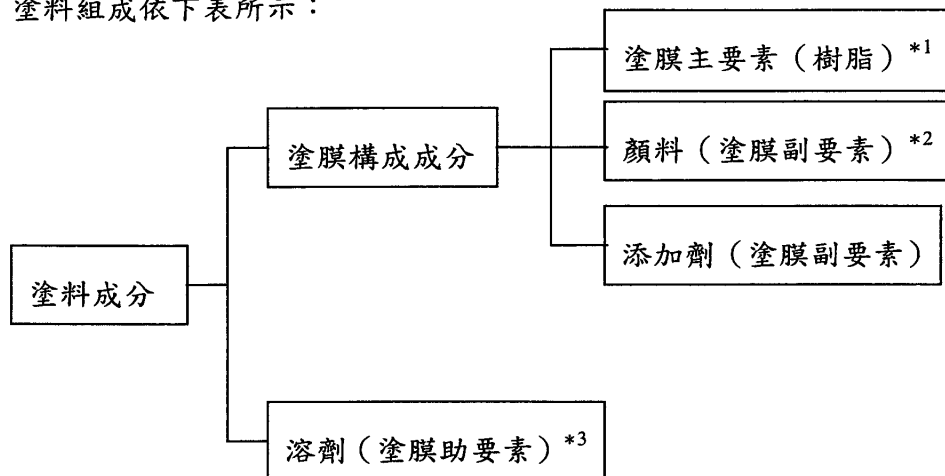 塗料組成依下表所示：
塗膜主要素（樹脂）*1
塗膜構成成分
顏料（塗膜副要素）*2
添加劑（塗膜副要素）
塗料成分
溶劑（塗膜助要素）*3